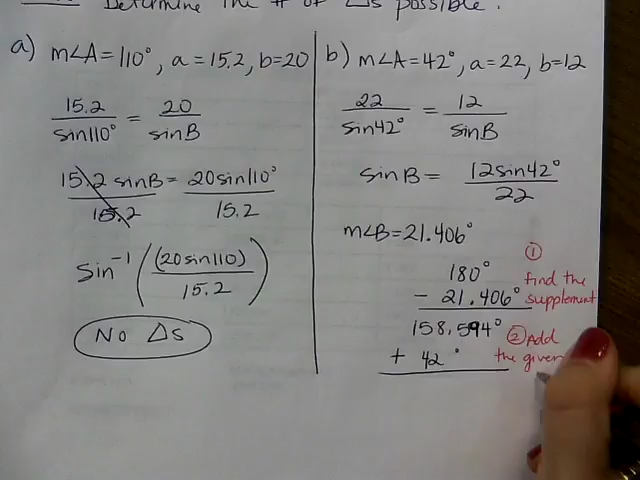 Determine the # of △s possible.
a) m∠A=110°, a=15.2, b=20
15.2/sin110° = 20/sinB
15.2 sinB/15.2 = 20sin110°/15.2
Sin⁻¹((20sin110)/15.2)
No △s
b) m∠A=42°, a=22, b=12
22/sin42° = 12/sinB
sinB = 12sin42°/22
m∠B=21.406°
180°
- 21.406°
158.594°
+ 42°
①
find the
supplement
② Add
the given